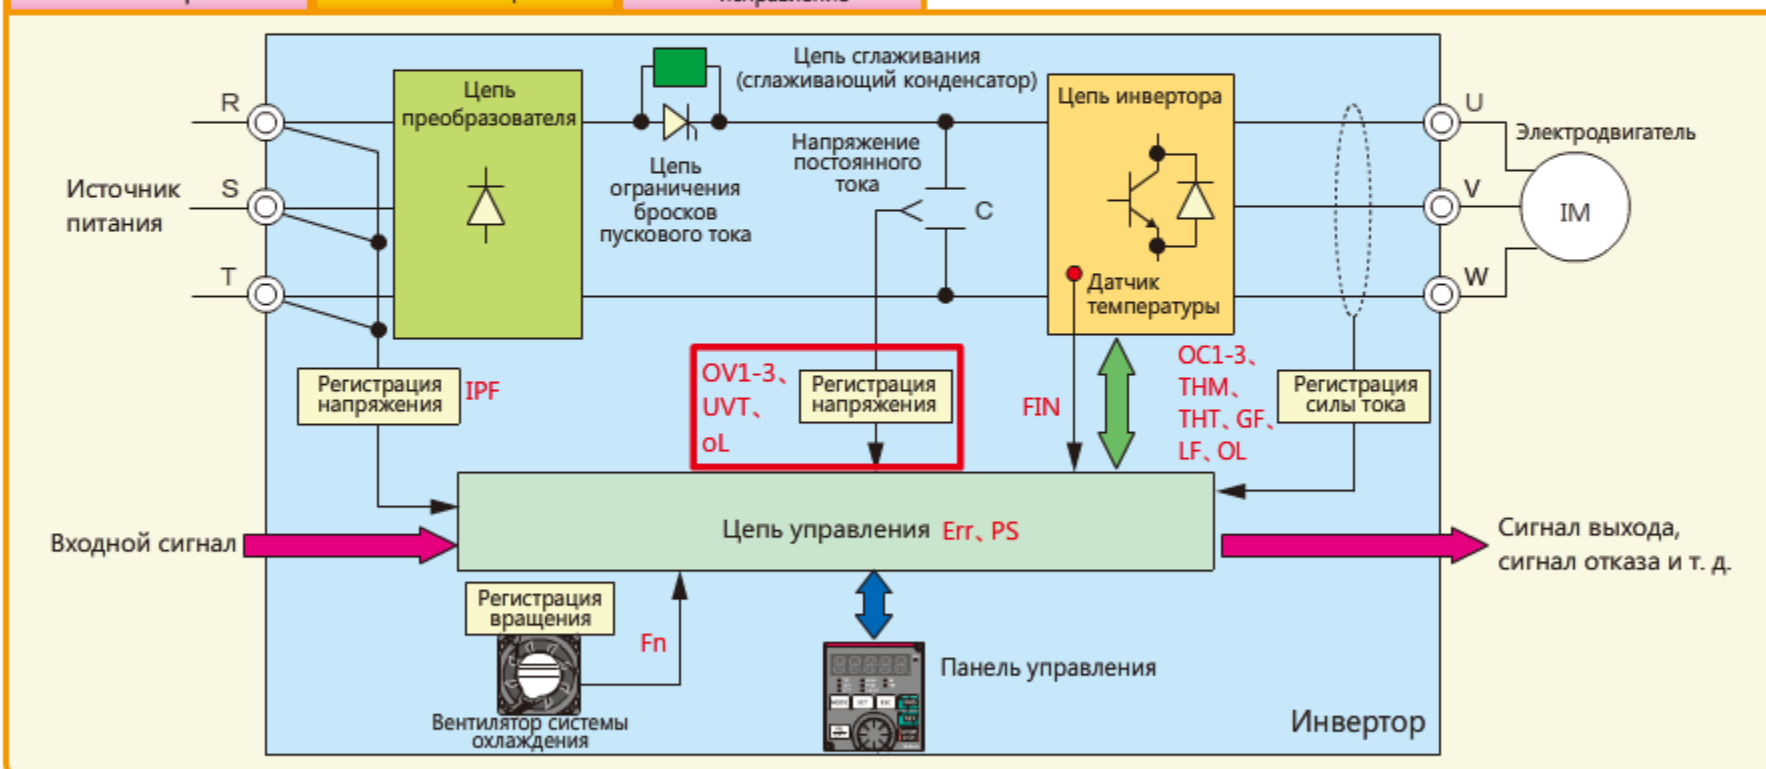 исправление
Цепь
преобразователя
Цепь сглаживания
(сглаживающий конденсатор)
Цепь инвертора
R
U
Электродвигатель
Напряжение
постоянного
тока
Цепь
ограничения
бросков
пускового тока
Источник
питания
S
C
V
IM
T
W
Датчик
температуры
Регистрация
напряжения
IPF
OV1-3、
UVT、
oL
Регистрация
напряжения
FIN
OC1-3、
THM、
THT、GF、
LF、OL
Регистрация
силы тока
Цепь управления Err、PS
Входной сигнал
Сигнал выхода,
сигнал отказа и т. д.
Регистрация
вращения
Fn
Панель управления
Вентилятор системы
охлаждения
Инвертор